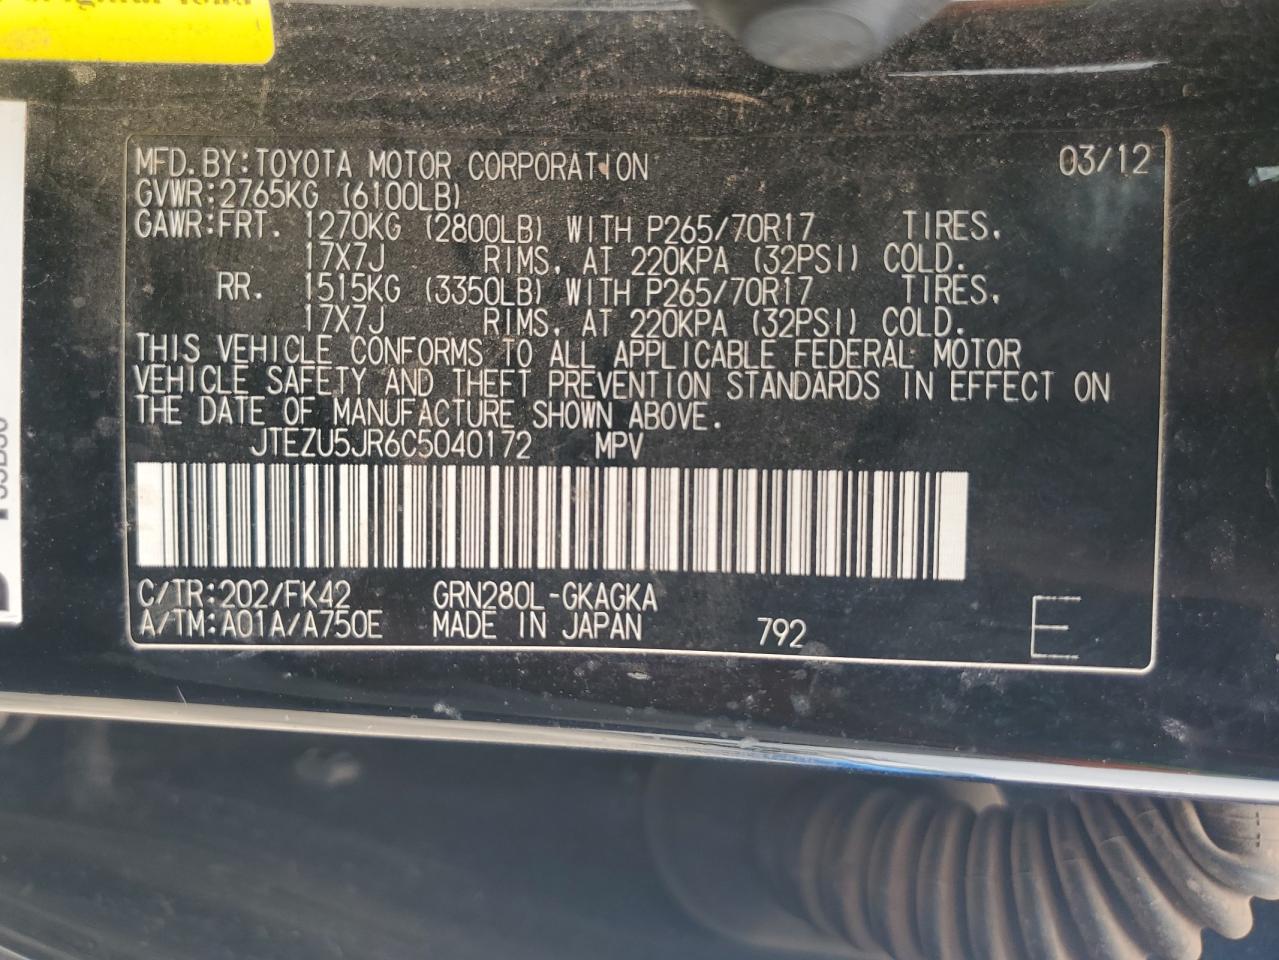 MFD.BY:TOYOTA MOTOR CORPORATION 03/12
GVWR:2765KG (6100LB)
GAWR:FRT. 1270KG (2800LB) WITH P265/70R17 TIRES.
17X7J RIMS, AT 220KPA (32PSI) COLD.
RR. 1515KG (3350LB) WITH P265/70R17 TIRES,
17X7J RIMS, AT 220KPA (32PSI) COLD.
THIS VEHICLE CONFORMS TO ALL APPLICABLE FEDERAL MOTOR
VEHICLE SAFETY AND THEFT PREVENTION STANDARDS IN EFFECT ON
THE DATE OF MANUFACTURE SHOWN ABOVE.
JTEZU5JR6C5040172 MPV
C/TR:202/FK42 GRN280L-GKAGKA
A/TM:A01A/A750E MADE IN JAPAN 792 E